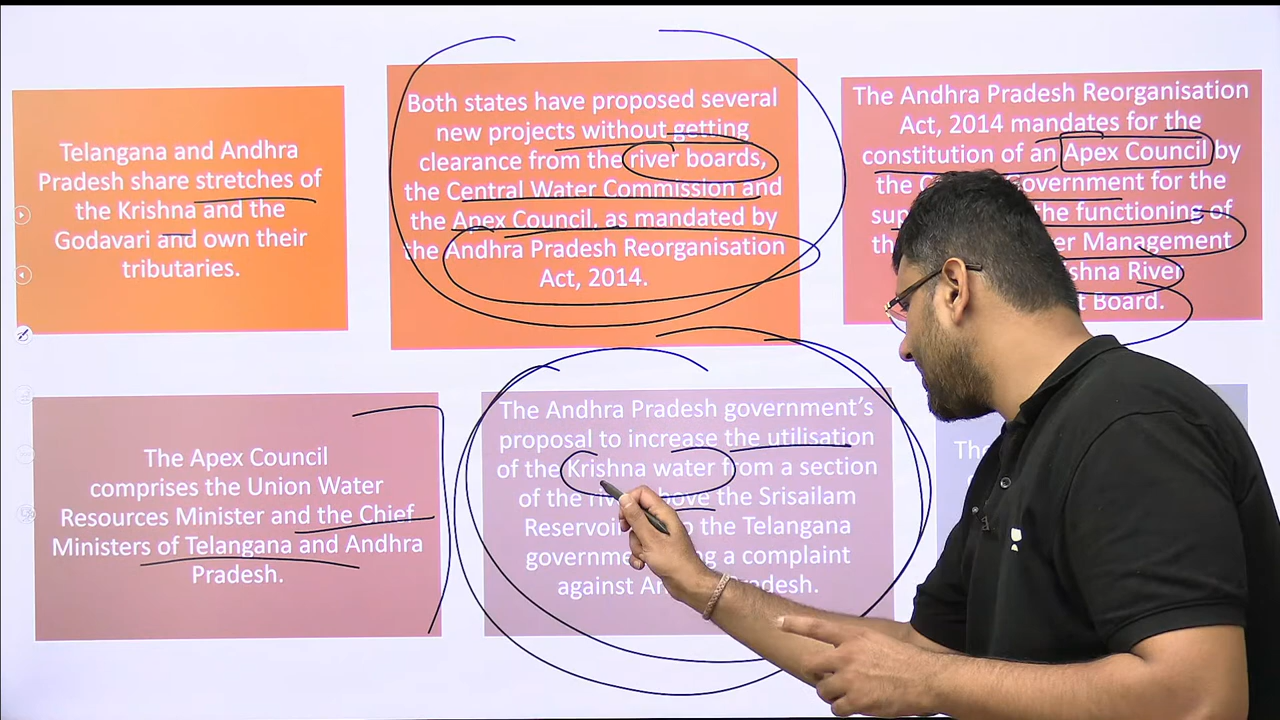 Telangana and Andhra
Pradesh share stretches of
the Krishna and the
Godavari and own their
tributaries.
Both states have proposed several
new projects without getting
clearance from the river boards,
the Central Water Commission and
the Apex Council, as mandated by
the Andhra Pradesh Reorganisation
Act, 2014.
The Andhra Pradesh Reorganisation
Act, 2014 mandates for the
constitution of an Apex Council by
the Government for the
the functioning of
Management
River
Board.
The Apex Council
comprises the Union Water
Resources Minister and the Chief
Ministers of Telangana and Andhra
Pradesh.
The Andhra Pradesh government's
proposal to increase the utilisation
of the Krishna water from a section
of the above the Srisailam
the Telangana
a complaint
against